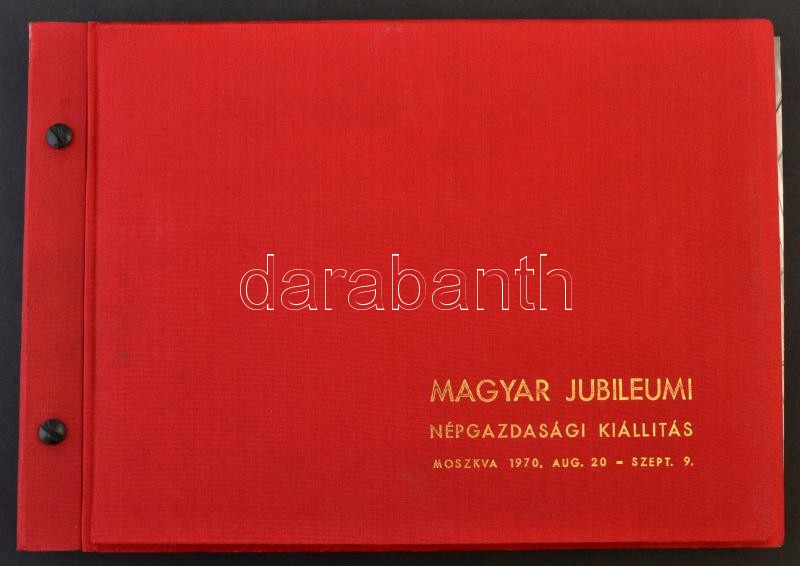 darabanth
MAGYAR JUBILEUMI
NÉPGAZDASÁGI KIÁLLITÁS
MOSZKVA 1970. AUG. 20 - SZEPT. 9.